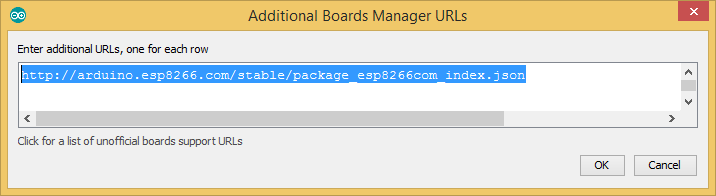 Additional Boards Manager URLs
Enter additional URLs, one for each row
http://arduino.esp8266.com/stable/package_esp8266com_index.json
Click for a list of unofficial boards support URLs
OK
Cancel